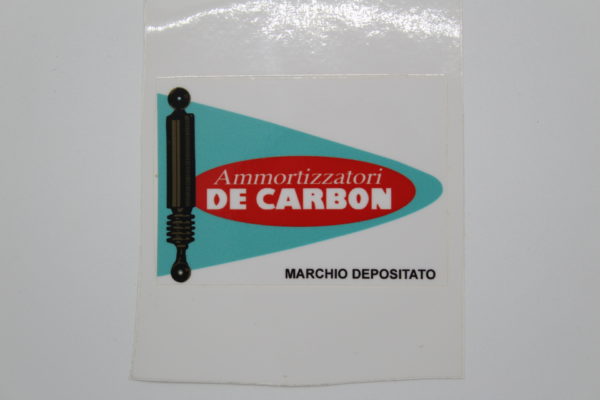 Ammortizzatori
DE CARBON
MARCHIO DEPOSITATO